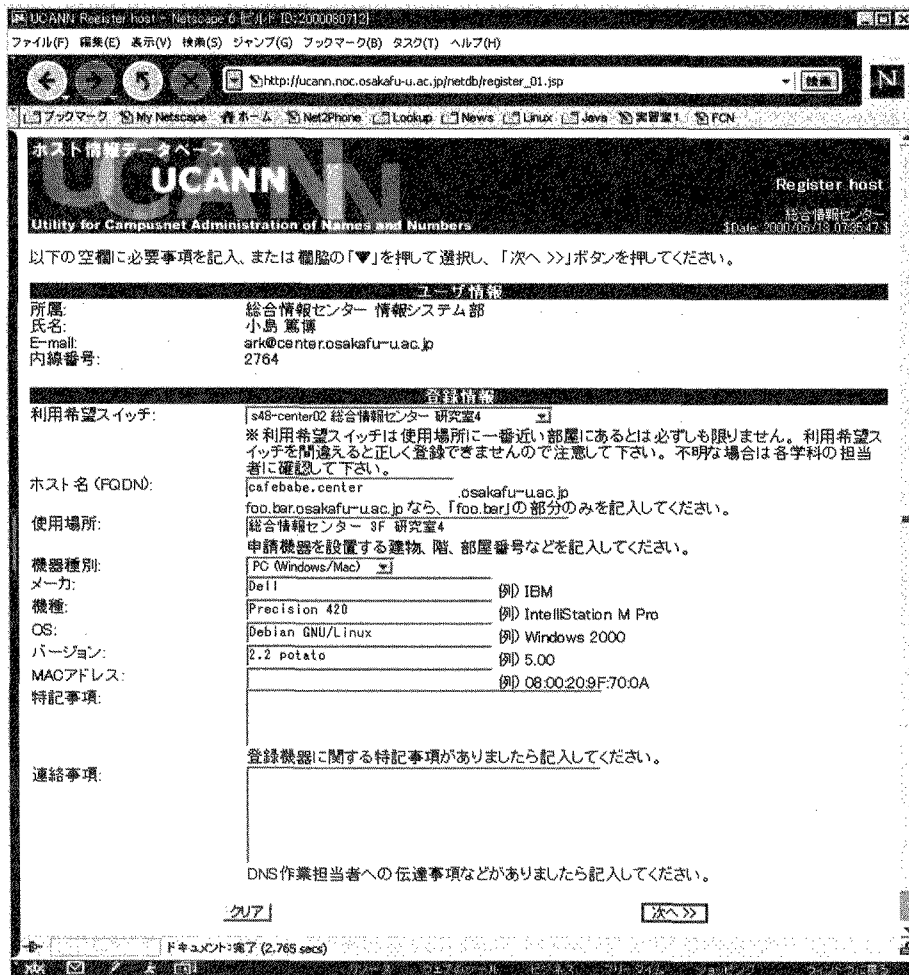 UCANN Register host - Netscape 6 [ビルド ID:2000080712]
ファイル(F) 編集(E) 表示(V) 検索(S) ジャンプ(G) ブックマーク(B) タスク(T) ヘルプ(H)
http://ucann.noc.osakafu-u.ac.jp/netdb/register_01.jsp 検索 N
ブックマーク My Netscape ホーム Net2Phone Lookup News Linux Java 実習室1 FCN
ホスト情報データベース
UCANN
Register host
Utility for Campusnet Administration of Names and Numbers
総合情報センター
$Date: 2000/06/13 07:35:47 $
以下の空欄に必要事項を記入、または欄脇の「▼」を押して選択し、「次へ >>」ボタンを押してください。
ユーザ情報
所属: 総合情報センター 情報システム部
氏名: 小島 篤博
E-mail: ark@center.osakafu-u.ac.jp
内線番号: 2764
登録情報
利用希望スイッチ: s48-center02 総合情報センター 研究室4
※利用希望スイッチは使用場所に一番近い部屋にあるとは必ずしも限りません。利用希望ス
イッチを間違えると正しく登録できませんので注意して下さい。不明な場合は各学科の担当
者に確認して下さい。
ホスト名 (FQDN): cafebabe.center .osakafu-u.ac.jp
foo.bar.osakafu-u.ac.jp なら、「foo.bar」の部分のみを記入してください。
使用場所: 総合情報センター 3F 研究室4
申請機器を設置する建物、階、部屋番号などを記入してください。
機器種別: PC (Windows/Mac)
メーカ: Dell 例) IBM
機種: Precision 420 例) IntelliStation M Pro
OS: Debian GNU/Linux 例) Windows 2000
バージョン: 2.2 potato 例) 5.00
MACアドレス: 例) 08:00:20:9F:70:0A
特記事項:
登録機器に関する特記事項がありましたら記入してください。
連絡事項:
DNS作業担当者への伝達事項などがありましたら記入してください。
クリア 次へ >>
ドキュメント:完了 (2.765 secs)